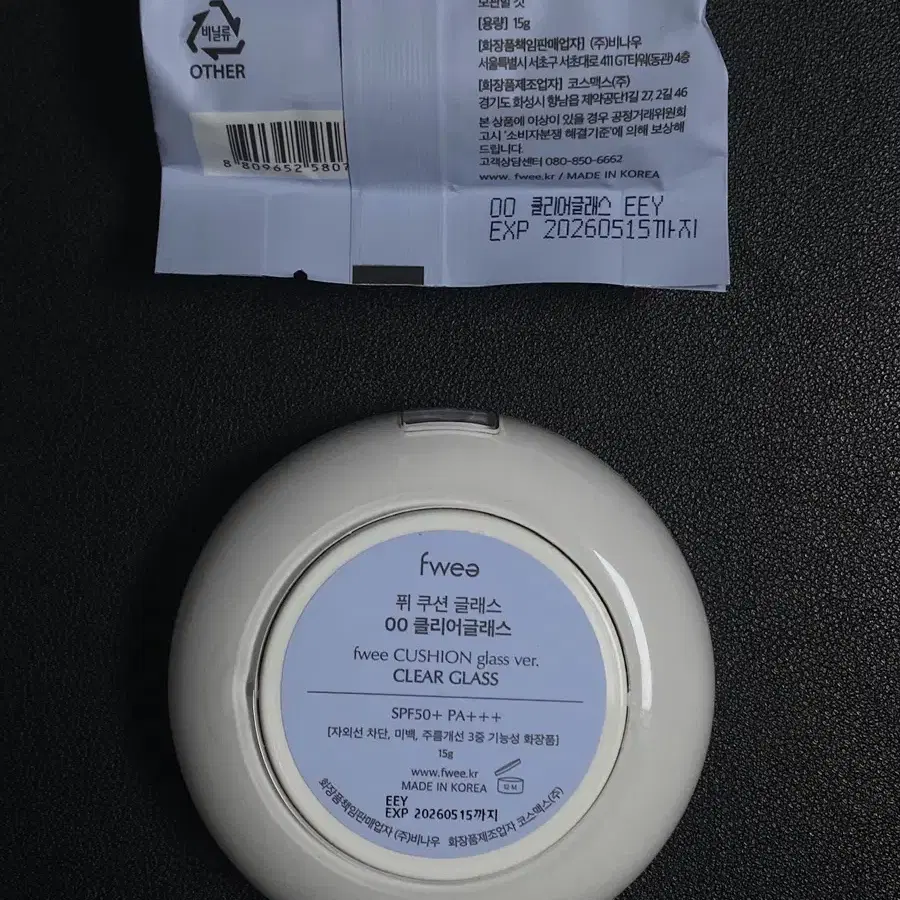 비닐류
OTHER
8 809652 5807
보관할 것
[용량] 15g
[화장품책임판매업자] (주)비나우
서울특별시 서초구 서초대로 411 GT타워(동관) 4층
[화장품제조업자] 코스맥스(주)
경기도 화성시 향남읍 제약공단1길 27, 2길 46
본 상품에 이상이 있을 경우 공정거래위원회
고시 '소비자분쟁 해결기준'에 의해 보상해
드립니다.
고객상담센터 080-850-6662
www. fwee.kr / MADE IN KOREA
00 클리어글래스 EEY
EXP 20260515까지
fwee
퓌 쿠션 글래스
00 클리어글래스
fwee CUSHION glass ver.
CLEAR GLASS
SPF50+ PA+++
[자외선 차단, 미백, 주름개선 3중 기능성 화장품]
15g
www.fwee.kr
MADE IN KOREA
12 M
EEY
EXP 20260515까지
화장품책임판매업자 (주)비나우 화장품제조업자 코스맥스(주)